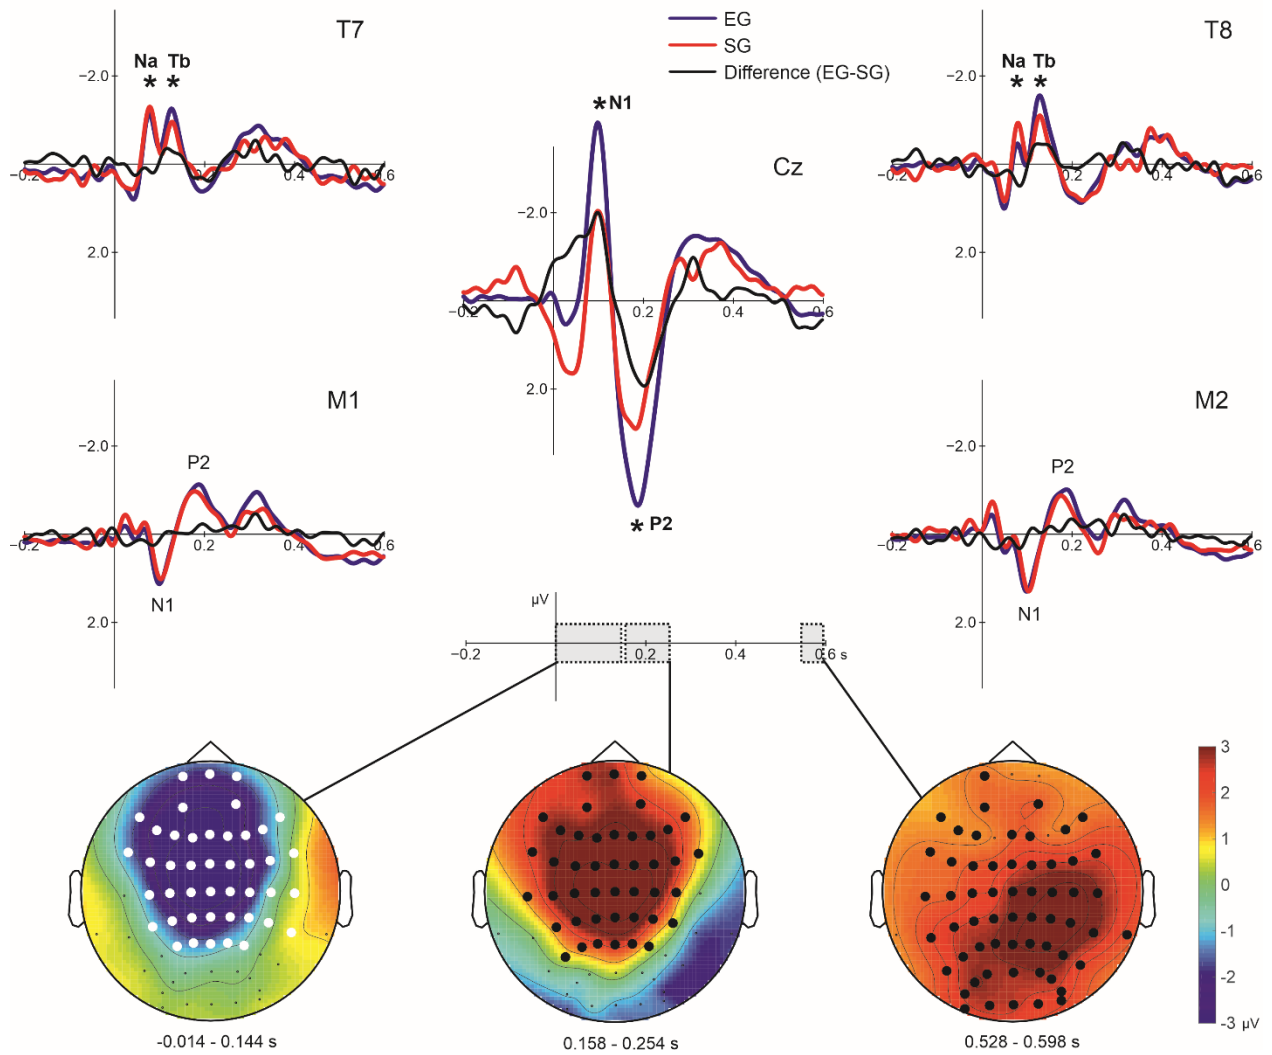 T7
EG
SG
Difference (EG-SG)
T8
Na Tb
* *
−2.0
−0.2
0.2
0.4
0.6
2.0
*N1
Cz
−2.0
−0.2
0.2
0.4
0.6
2.0
* P2
Na Tb
* *
−2.0
−0.2
0.2
0.4
0.6
2.0
M1
−2.0
P2
−0.2
0.2
0.4
0.6
N1
2.0
M2
−2.0
P2
−0.2
0.2
0.4
0.6
N1
2.0
µV
−0.2
0.2
0.4
0.6 s
3
2
1
0
-1
-2
-3 µV
-0.014 - 0.144 s
0.158 - 0.254 s
0.528 - 0.598 s